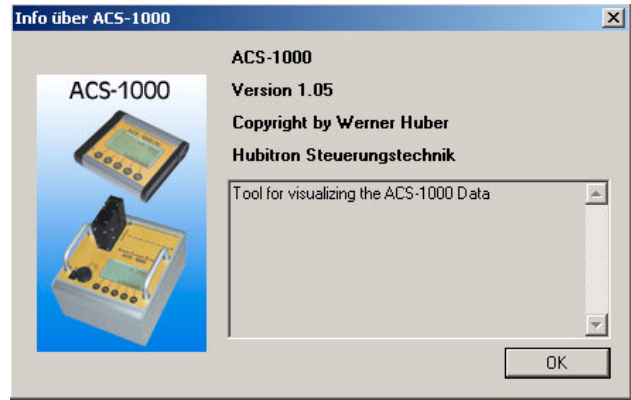 Info über ACS-1000
ACS-1000
ACS-1000
Version 1.05
Copyright by Werner Huber
Hubitron Steuerungstechnik
Tool for visualizing the ACS-1000 Data
OK